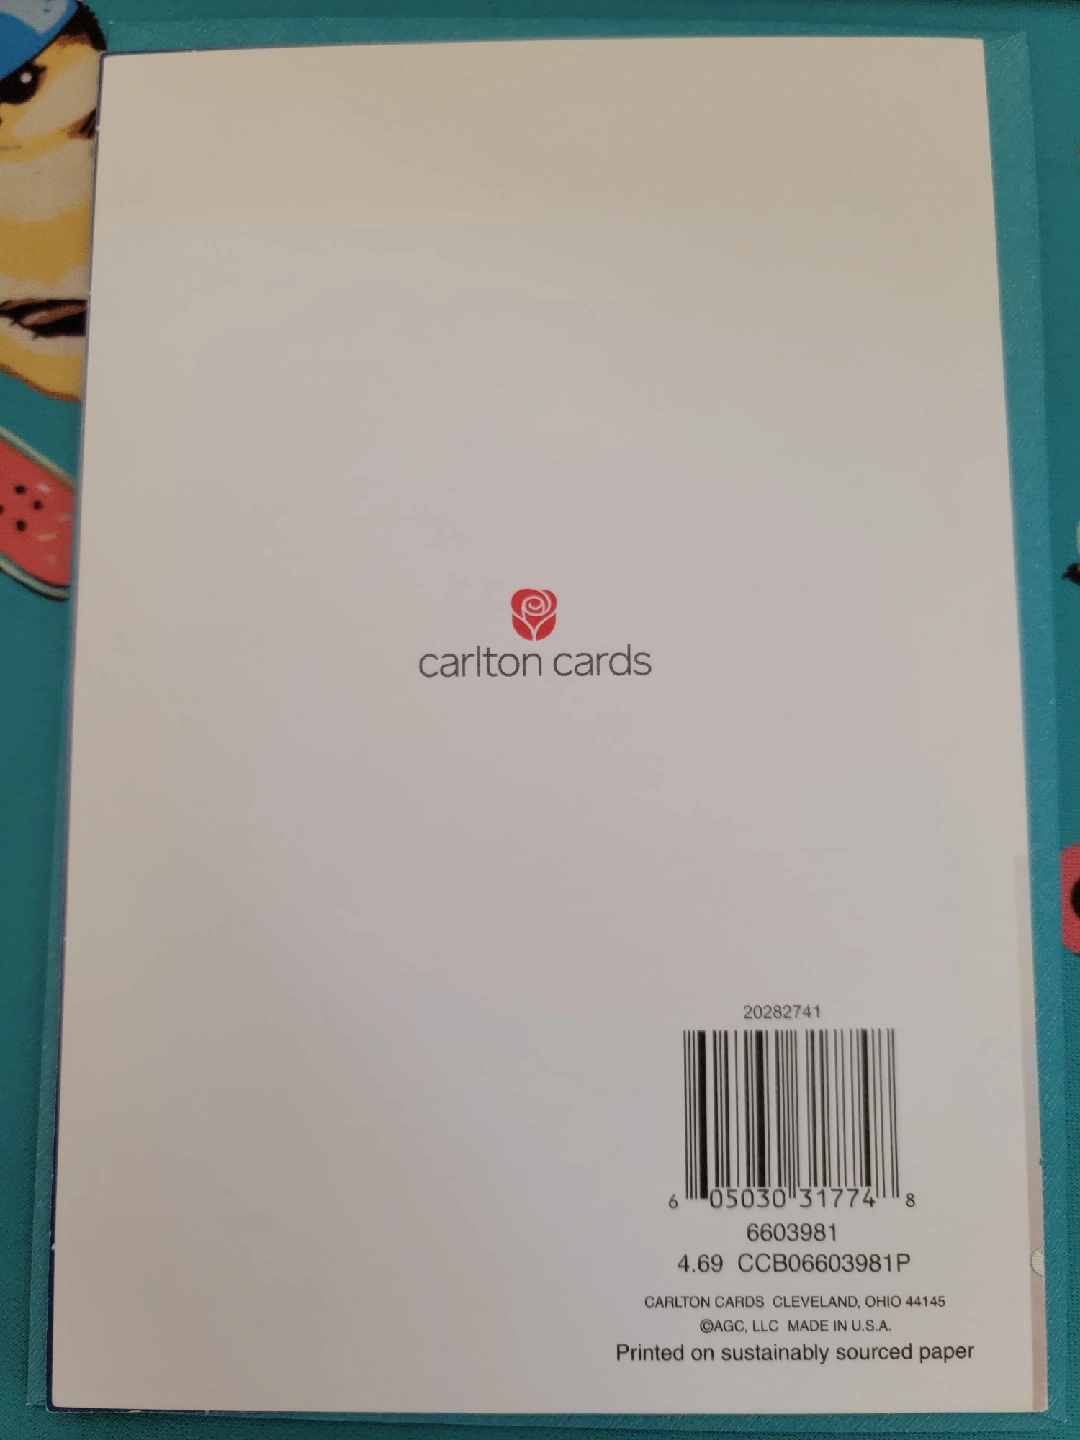 carlton cards
20282741
6 05030 31774 8
6603981
4.69 CCB06603981P
CARLTON CARDS CLEVELAND, OHIO 44145
©AGC, LLC MADE IN U.S.A.
Printed on sustainably sourced paper